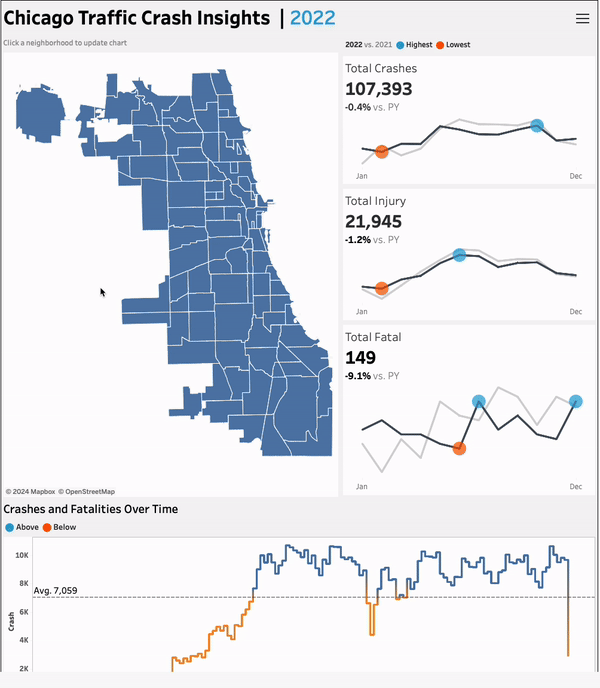 Chicago Traffic Crash Insights | 2022
Click a neighborhood to update chart
2022 vs. 2021 Highest Lowest
Total Crashes
107,393
-0.4% vs. PY
Jan Dec
Total Injury
21,945
-1.2% vs. PY
Jan Dec
Total Fatal
149
-9.1% vs. PY
Jan Dec
© 2024 Mapbox © OpenStreetMap
Crashes and Fatalities Over Time
Above Below
10K
8K
Avg. 7,059
6K
4K
2K
Crash